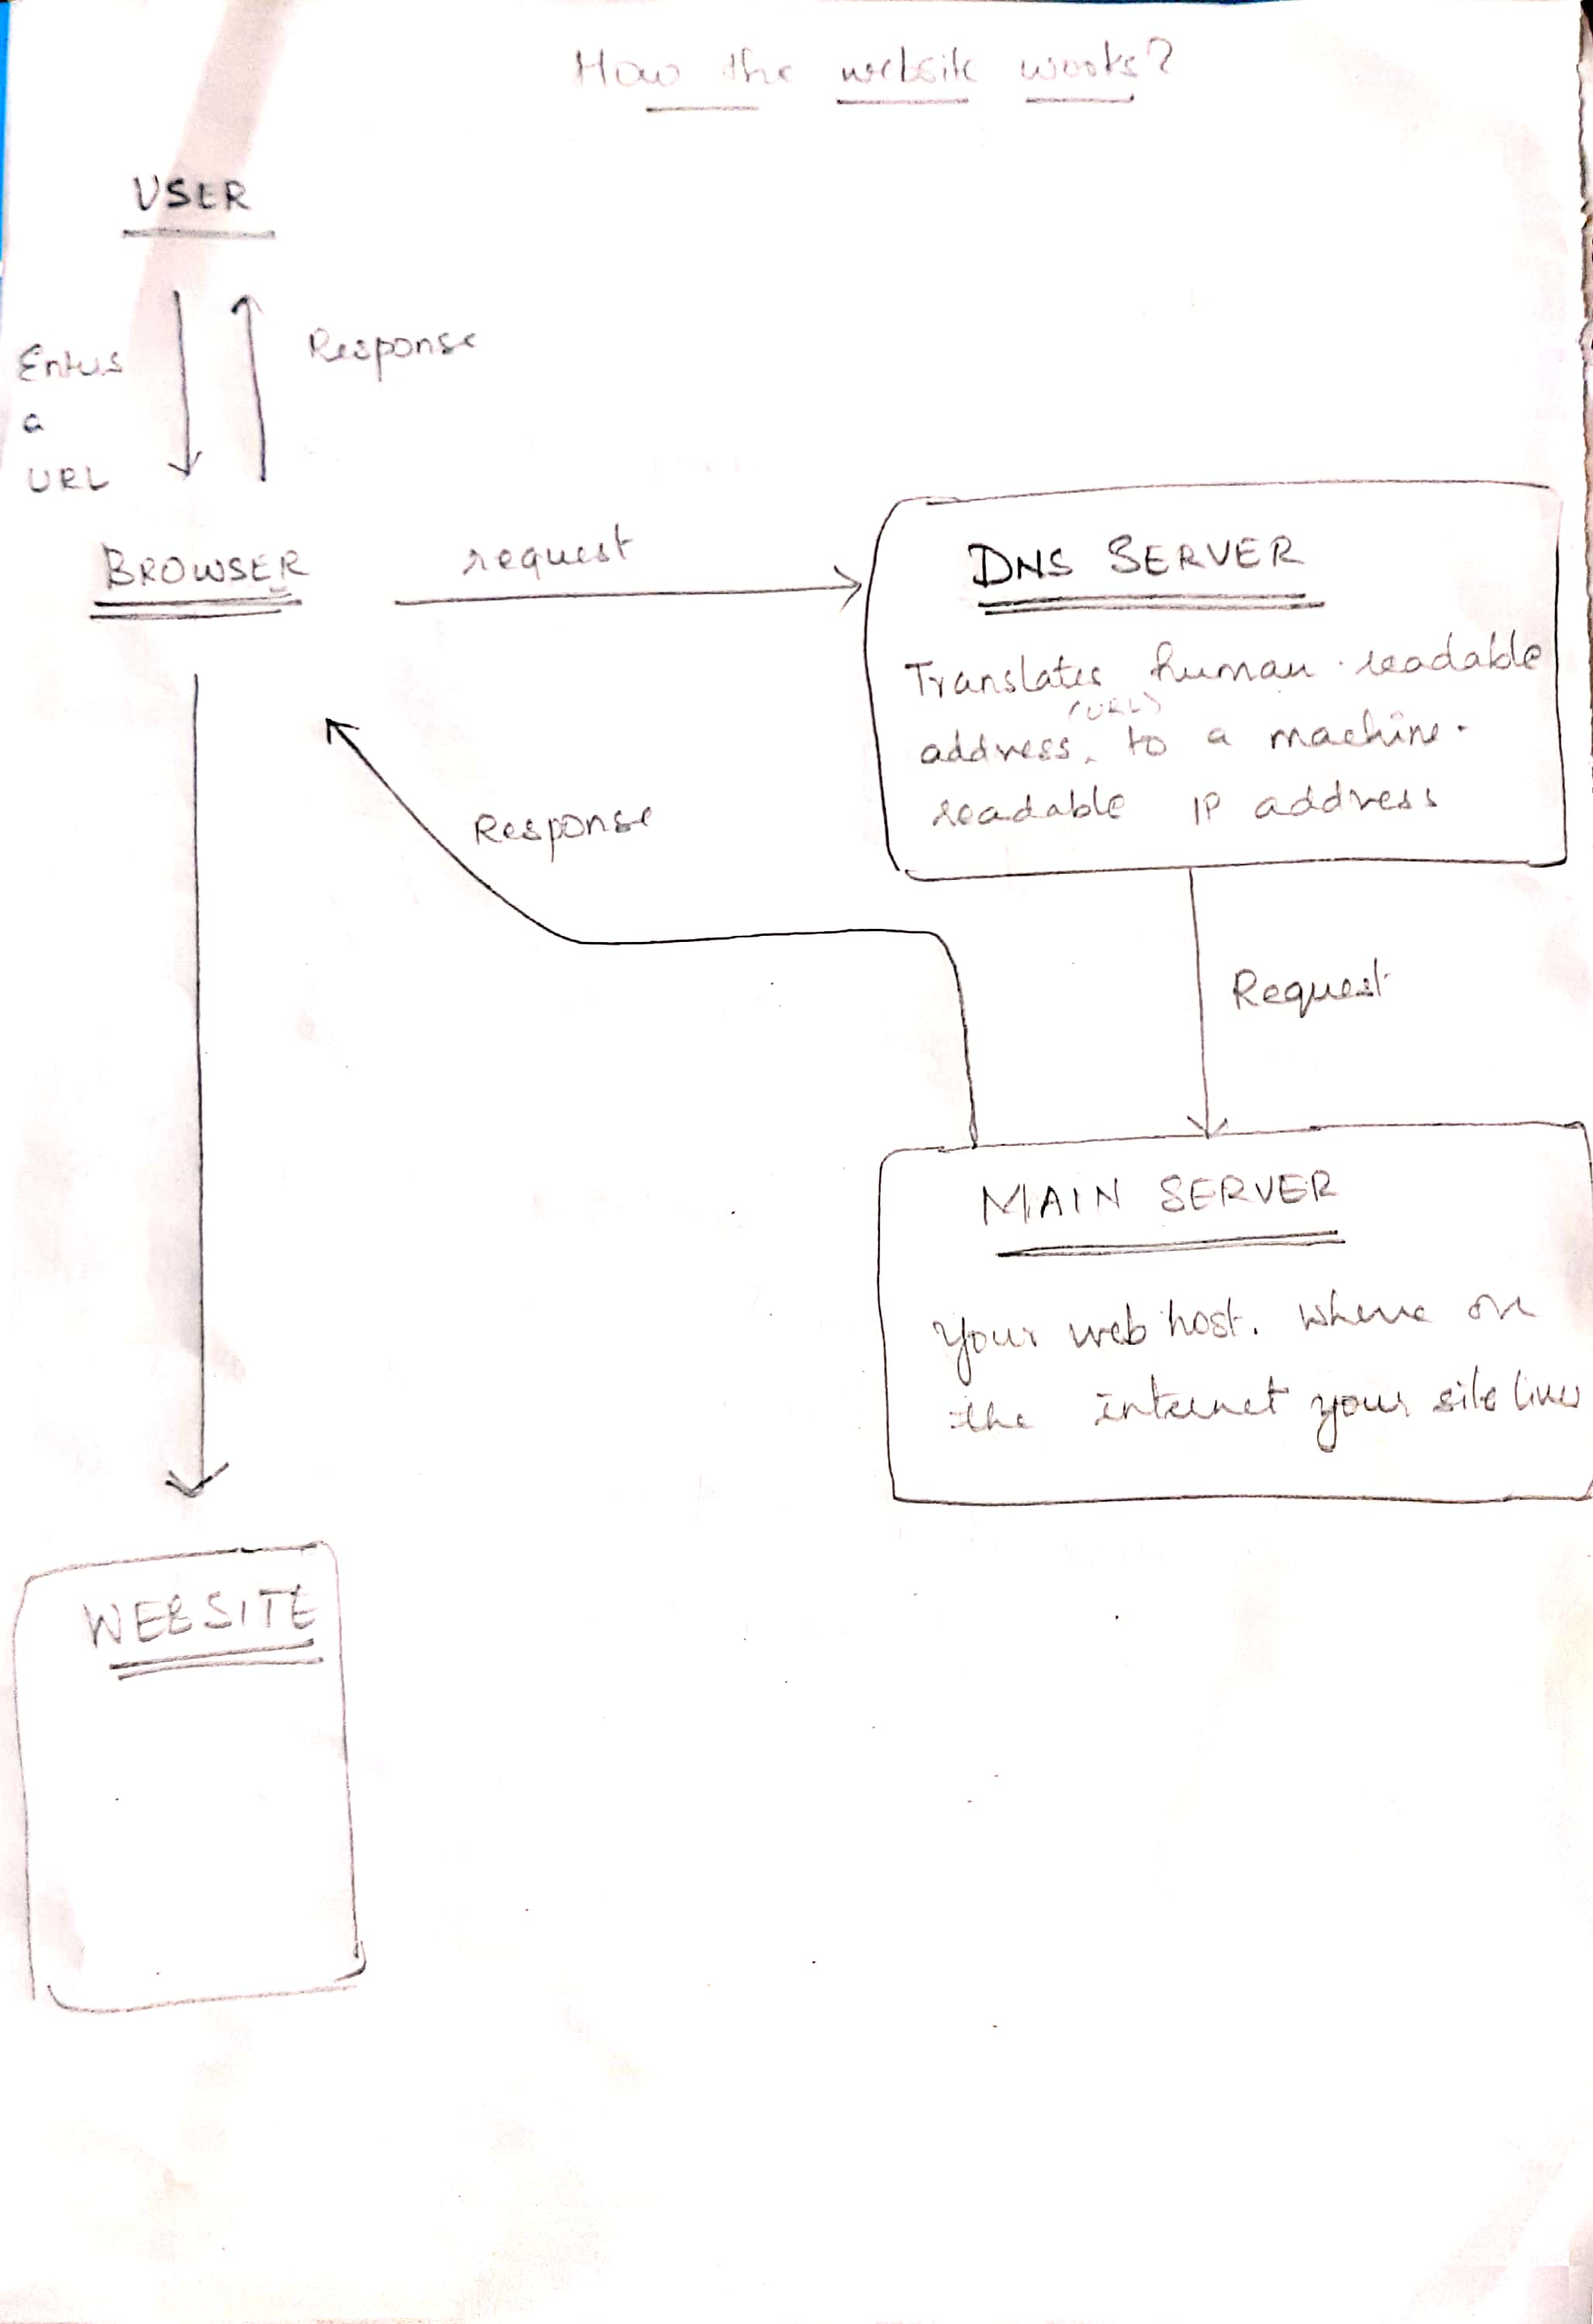 How the website works?
USER
Enters
a
URL
Response
BROWSER
request
DNS SERVER
Translates human readable
(URL)
address, to a machine-
readable IP address
Response
Request
MAIN SERVER
Your web host. Where on
the internet your site lives
WEBSITE